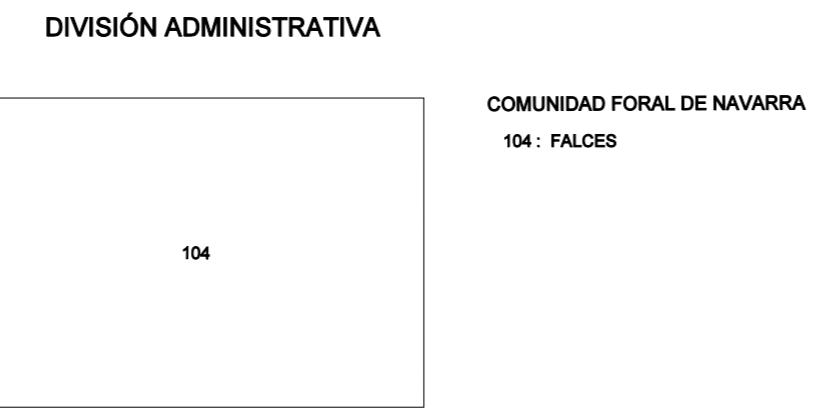 DIVISIÓN ADMINISTRATIVA
COMUNIDAD FORAL DE NAVARRA
104 : FALCES
104